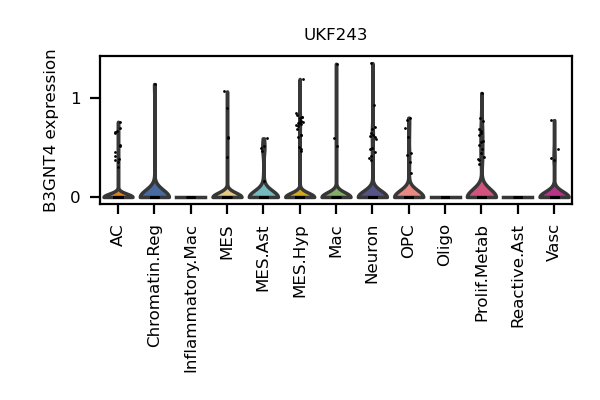 UKF243
B3GNT4 expression
1
0
AC
Chromatin.Reg
Inflammatory.Mac
MES
MES.Ast
MES.Hyp
Mac
Neuron
OPC
Oligo
Prolif.Metab
Reactive.Ast
Vasc